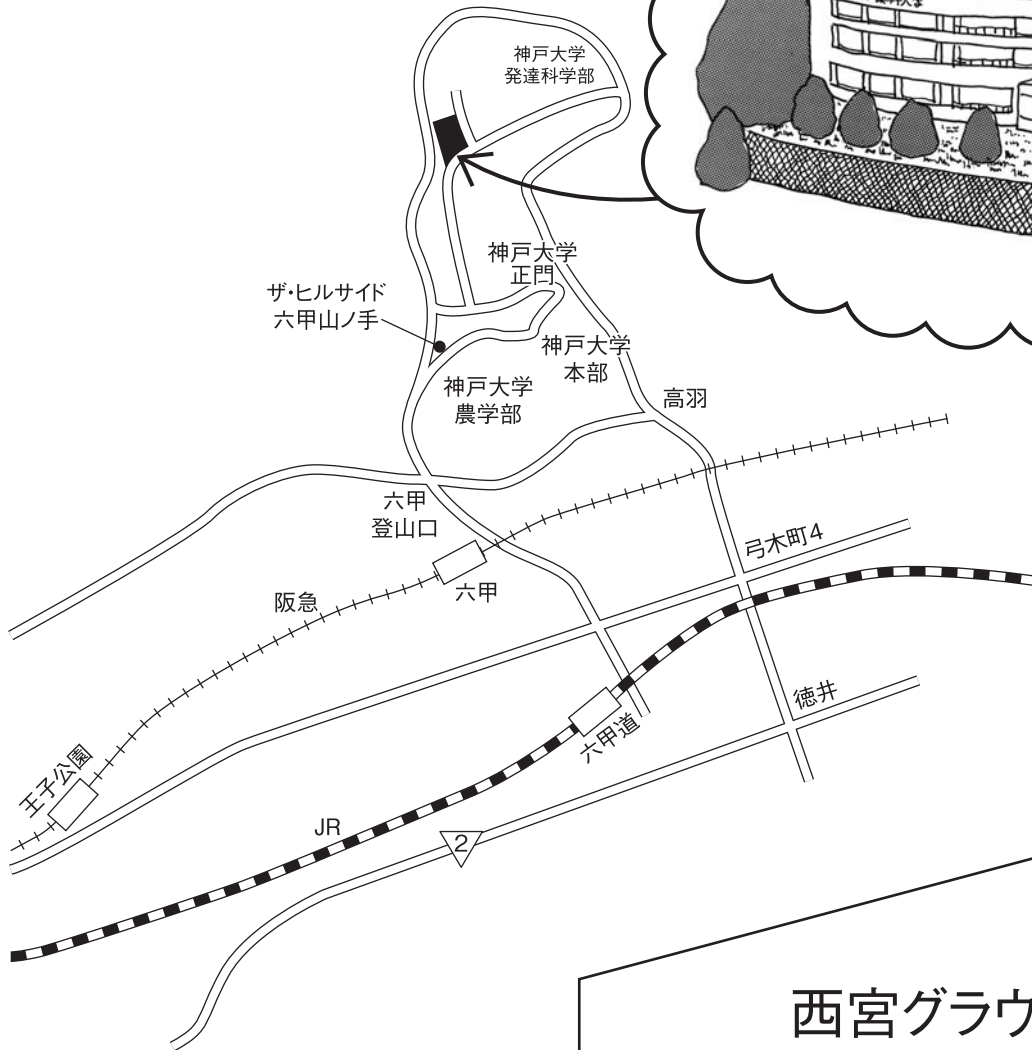 神戸大学
発達科学部
神戸大学
正門
ザ・ヒルサイド
六甲山ノ手
神戸大学
本部
神戸大学
農学部
高羽
六甲
登山口
弓木町4
六甲
阪急
徳井
六甲道
王子公園
JR
2
西宮グラウ